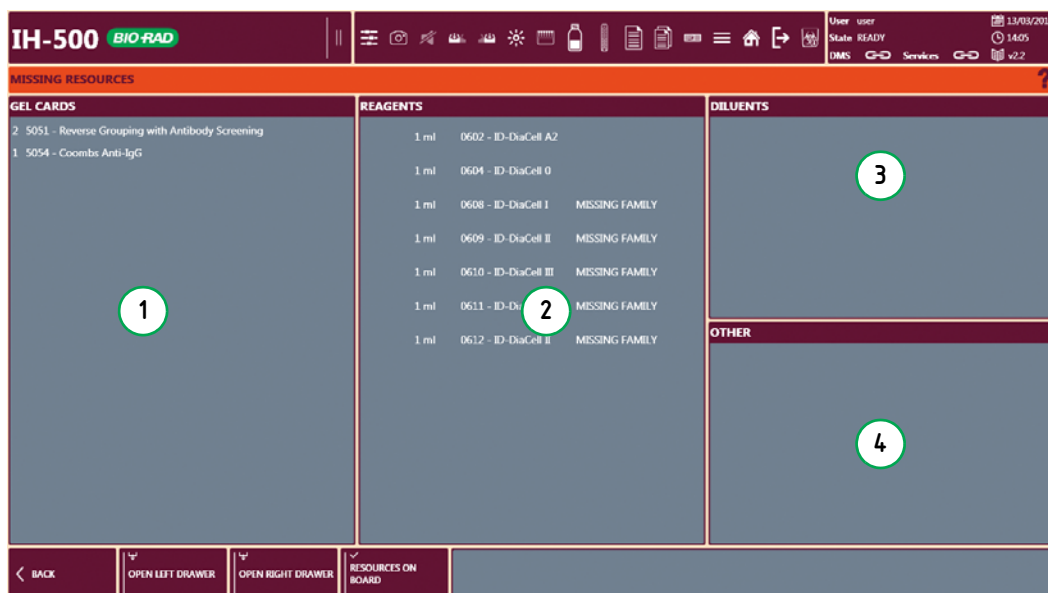 IH-500 BIO-RAD
User user
13/03/201
State READY
14:05
DMS Services v2.2
MISSING RESOURCES
?
GEL CARDS
2 5051 - Reverse Grouping with Antibody Screening
1 5054 - Coombs Anti-IgG
1
REAGENTS
1 ml 0602 - ID-DiaCell A2
1 ml 0604 - ID-DiaCell 0
1 ml 0608 - ID-DiaCell I MISSING FAMILY
1 ml 0609 - ID-DiaCell II MISSING FAMILY
1 ml 0610 - ID-DiaCell III MISSING FAMILY
1 ml 0611 - MISSING FAMILY
1 ml 0612 - ID-DiaCell II MISSING FAMILY
2
DILUENTS
3
OTHER
4
BACK
OPEN LEFT DRAWER
OPEN RIGHT DRAWER
RESOURCES ON
BOARD